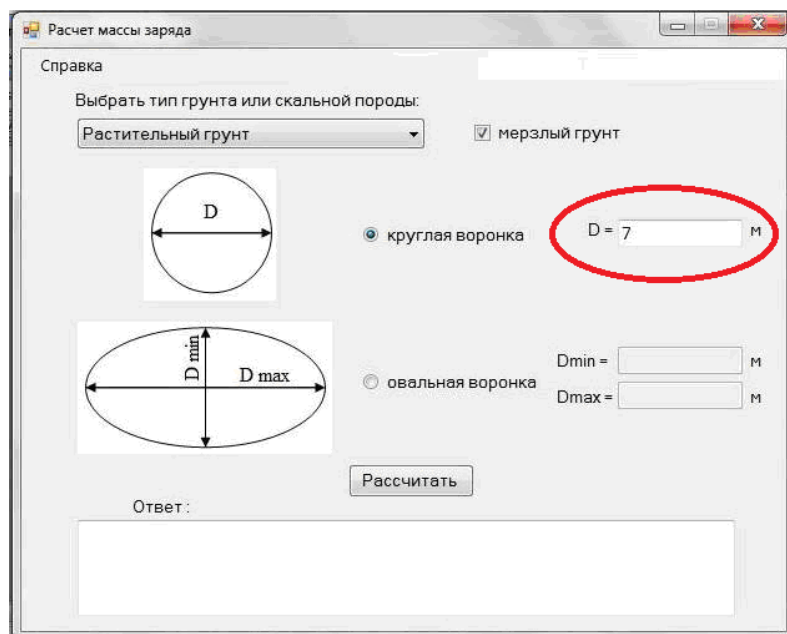 Расчет массы заряда
Справка
Выбрать тип грунта или скальной породы:
Растительный грунт
мерзлый грунт
D
круглая воронка
D = 7 м
D min
D max
овальная воронка
Dmin = м
Dmax = м
Рассчитать
Ответ :